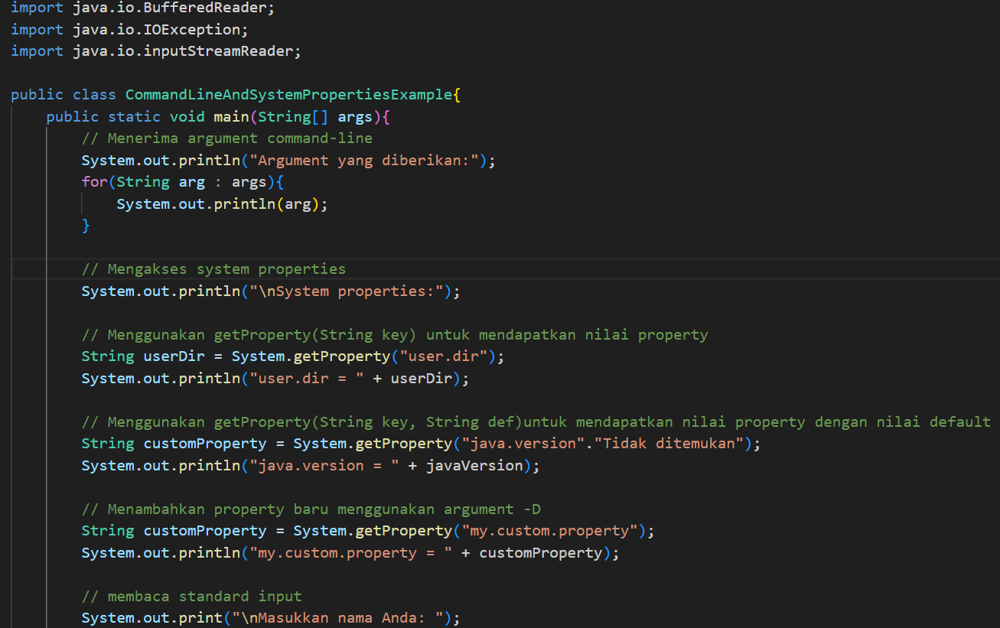 import java.io.BufferedReader;
import java.io.IOException;
import java.io.inputStreamReader;
public class CommandLineAndSystemPropertiesExample{
public static void main(String[] args){
// Menerima argument command-line
System.out.println("Argument yang diberikan:");
for(String arg : args){
System.out.println(arg);
}
// Mengakses system properties
System.out.println("\nSystem properties:");
// Menggunakan getProperty(String key) untuk mendapatkan nilai property
String userDir = System.getProperty("user.dir");
System.out.println("user.dir = " + userDir);
// Menggunakan getProperty(String key, String def)untuk mendapatkan nilai property dengan nilai default
String customProperty = System.getProperty("java.version"."Tidak ditemukan");
System.out.println("java.version = " + javaVersion);
// Menambahkan property baru menggunakan argument -D
String customProperty = System.getProperty("my.custom.property");
System.out.println("my.custom.property = " + customProperty);
// membaca standard input
System.out.print("\nMasukkan nama Anda: ");